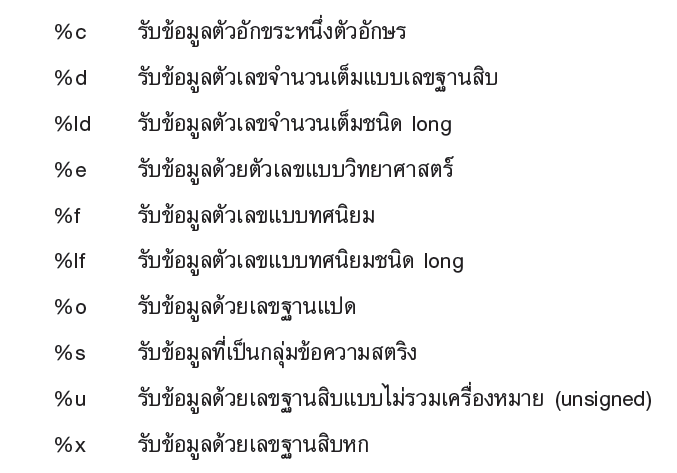 %c รับข้อมูลตัวอักขระหนึ่งตัวอักษร
%d รับข้อมูลตัวเลขจำนวนเต็มแบบเลขฐานสิบ
%ld รับข้อมูลตัวเลขจำนวนเต็มชนิด long
%e รับข้อมูลด้วยตัวเลขแบบวิทยาศาสตร์
%f รับข้อมูลตัวเลขแบบทศนิยม
%lf รับข้อมูลตัวเลขแบบทศนิยมชนิด long
%o รับข้อมูลด้วยเลขฐานแปด
%s รับข้อมูลที่เป็นกลุ่มข้อความสตริง
%u รับข้อมูลด้วยเลขฐานสิบแบบไม่รวมเครื่องหมาย (unsigned)
%x รับข้อมูลด้วยเลขฐานสิบหก